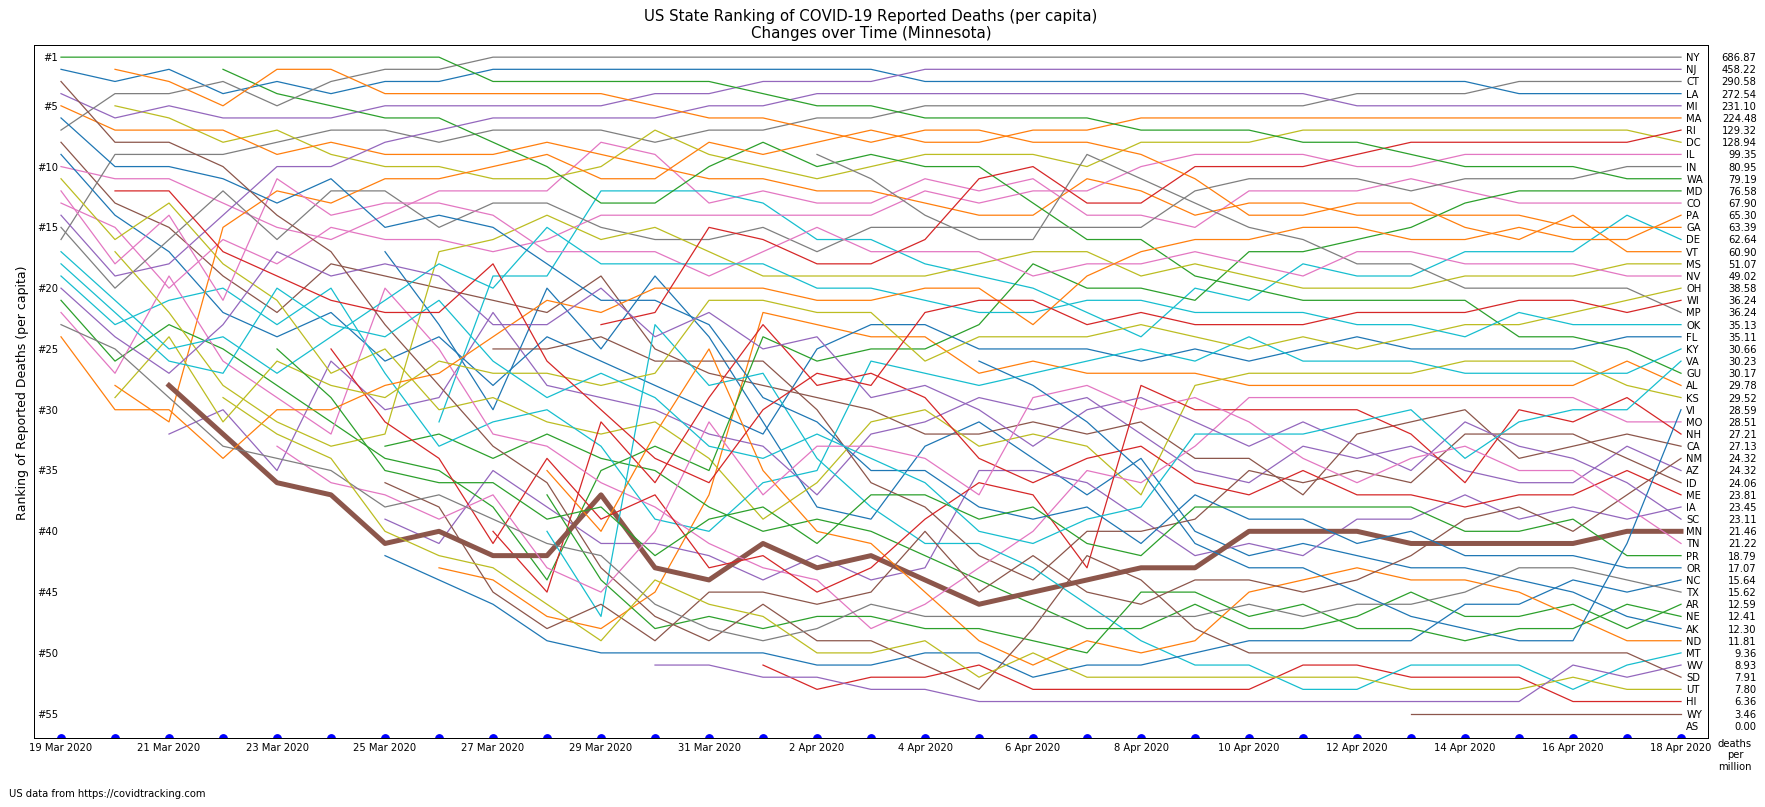 US State Ranking of COVID-19 Reported Deaths (per capita)
Changes over Time (Minnesota)
Ranking of Reported Deaths (per capita)
#1
#5
#10
#15
#20
#25
#30
#35
#40
#45
#50
#55
NY 686.87
NJ 458.22
CT 290.58
LA 272.54
MI 231.10
MA 224.48
RI 129.32
DC 128.94
IL 99.35
IN 80.95
WA 79.19
MD 76.58
CO 67.90
PA 65.30
GA 63.39
DE 62.64
VT 60.90
MS 51.07
NV 49.02
OH 38.58
WI 36.24
MP 36.24
OK 35.13
FL 35.11
KY 30.66
VA 30.23
GU 30.17
AL 29.78
KS 29.52
VI 28.59
MO 28.51
NH 27.21
CA 27.13
NM 24.32
AZ 24.32
ID 24.06
ME 23.81
IA 23.45
SC 23.11
MN 21.46
TN 21.22
PR 18.79
OR 17.07
NC 15.64
TX 15.62
AR 12.59
NE 12.41
AK 12.30
ND 11.81
MT 9.36
WV 8.93
SD 7.91
UT 7.80
HI 6.36
WY 3.46
AS 0.00
19 Mar 2020 21 Mar 2020 23 Mar 2020 25 Mar 2020 27 Mar 2020 29 Mar 2020 31 Mar 2020 2 Apr 2020 4 Apr 2020 6 Apr 2020 8 Apr 2020 10 Apr 2020 12 Apr 2020 14 Apr 2020 16 Apr 2020 18 Apr 2020
deaths
per
million
US data from https://covidtracking.com